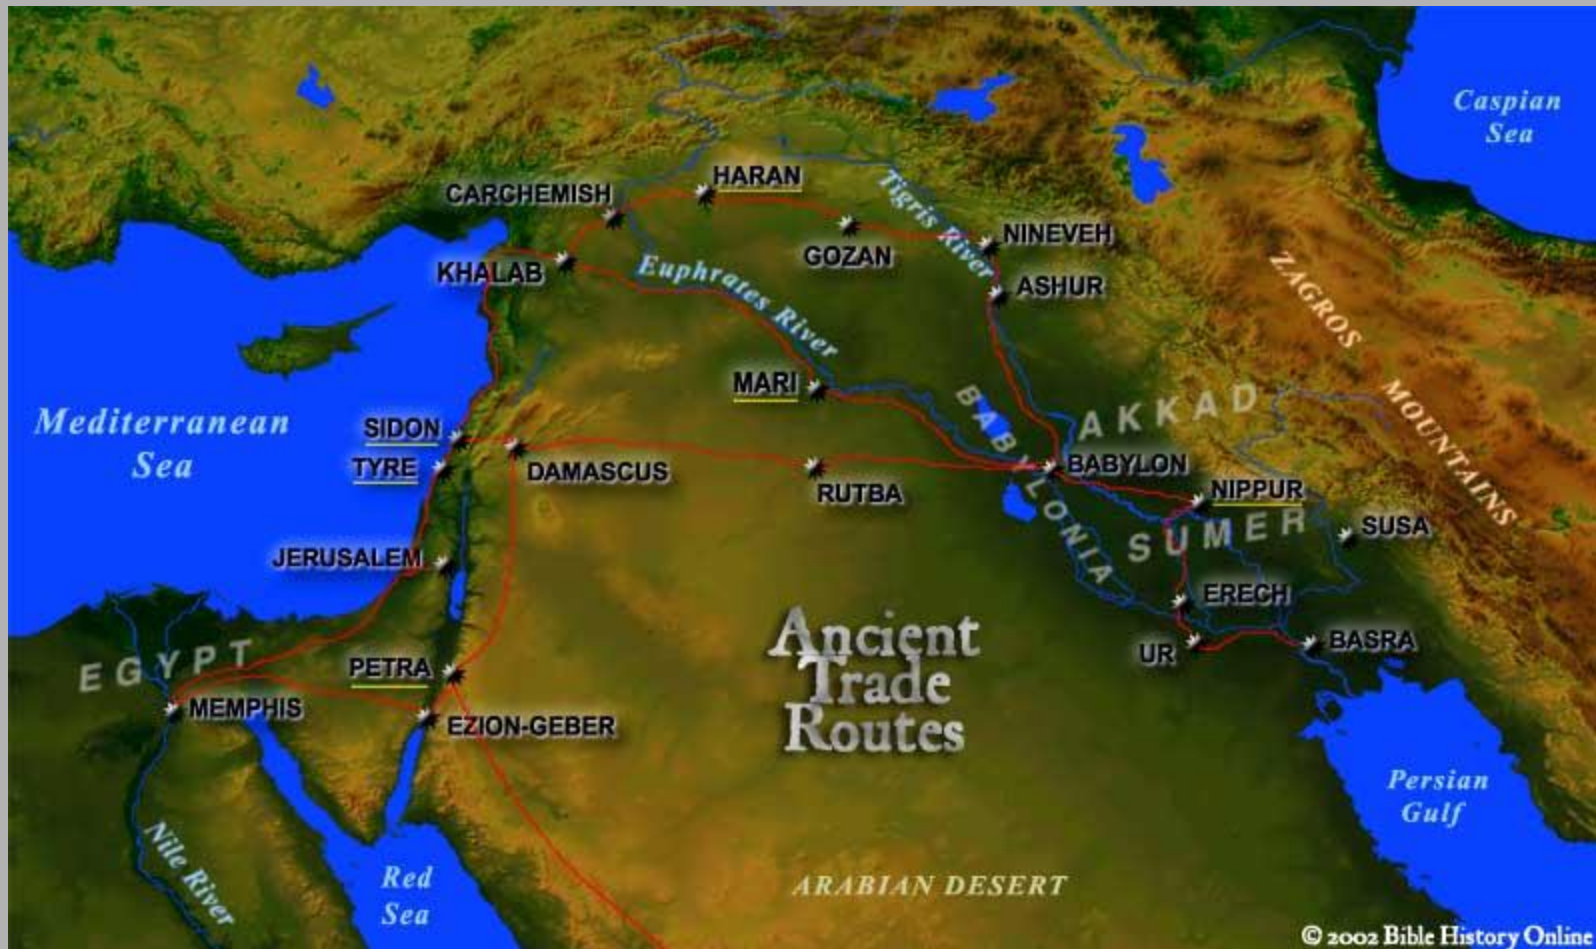 Caspian
Sea
HARAN
CARCHEMISH
Tigris River
NINEVEH
GOZAN
KHALAB
Euphrates River
ASHUR
ZAGROS
MOUNTAINS
MARI
Mediterranean
Sea
SIDON
TYRE
DAMASCUS
RUTBA
BABYLONIA
AKKAD
BABYLON
NIPPUR
SUMER
SUSA
JERUSALEM
ERECH
UR
BASRA
Ancient
Trade
Routes
EGYPT
PETRA
MEMPHIS
EZION-GEBER
Persian
Gulf
Nile River
Red
Sea
ARABIAN DESERT
© 2002 Bible History Online